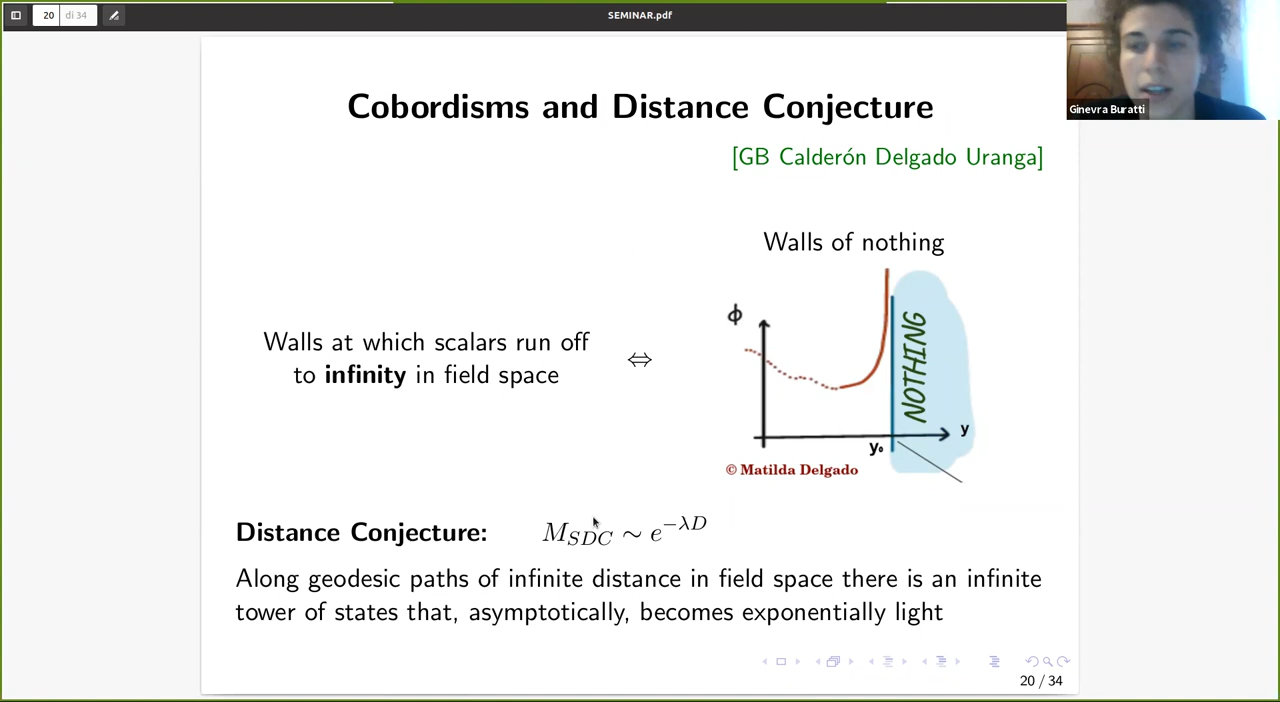 20 di 34
SEMINAR.pdf
Ginevra Buratti
Cobordisms and Distance Conjecture
[GB Calderón Delgado Uranga]
Walls of nothing
Walls at which scalars run off
to infinity in field space
⇔
ϕ
NOTHING
y
y₀
© Matilda Delgado
Distance Conjecture: M_{SDC} ∼ e^{−λD}
Along geodesic paths of infinite distance in field space there is an infinite
tower of states that, asymptotically, becomes exponentially light
20 / 34